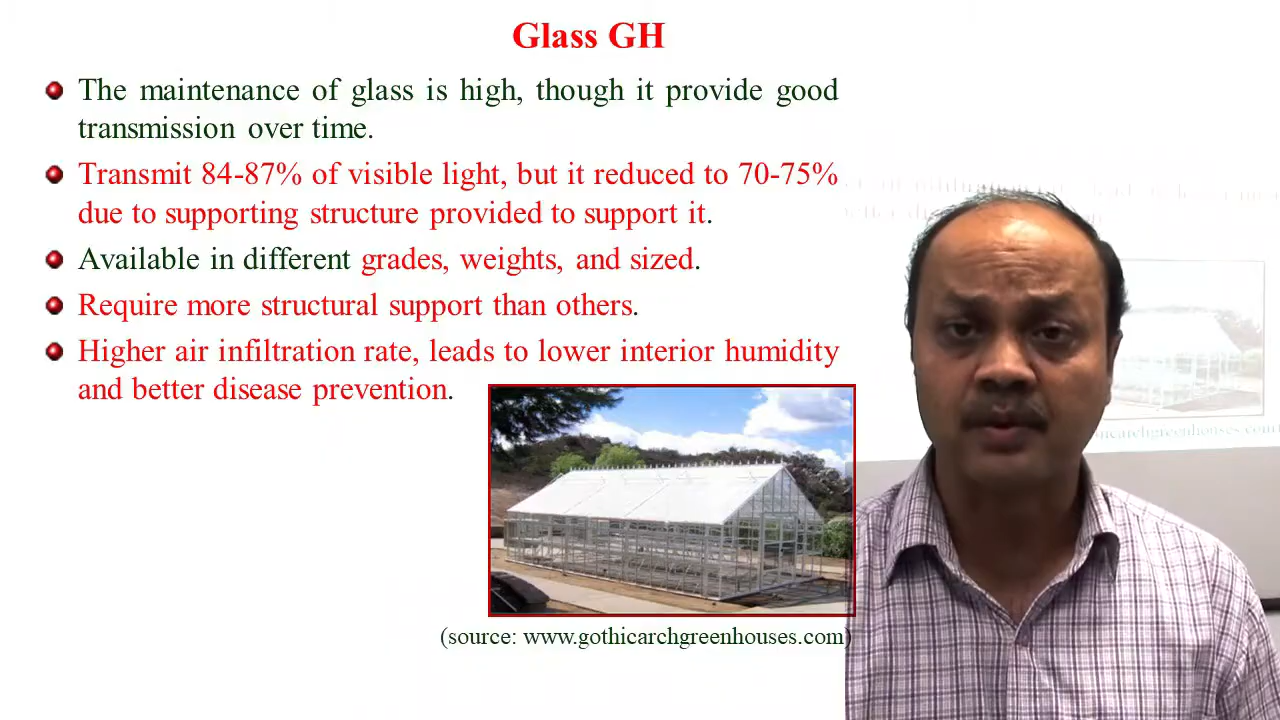 Glass GH
The maintenance of glass is high, though it provide good
transmission over time.
Transmit 84-87% of visible light, but it reduced to 70-75%
due to supporting structure provided to support it.
Available in different grades, weights, and sized.
Require more structural support than others.
Higher air infiltration rate, leads to lower interior humidity
and better disease prevention.
(source: www.gothicarchgreenhouses.com)